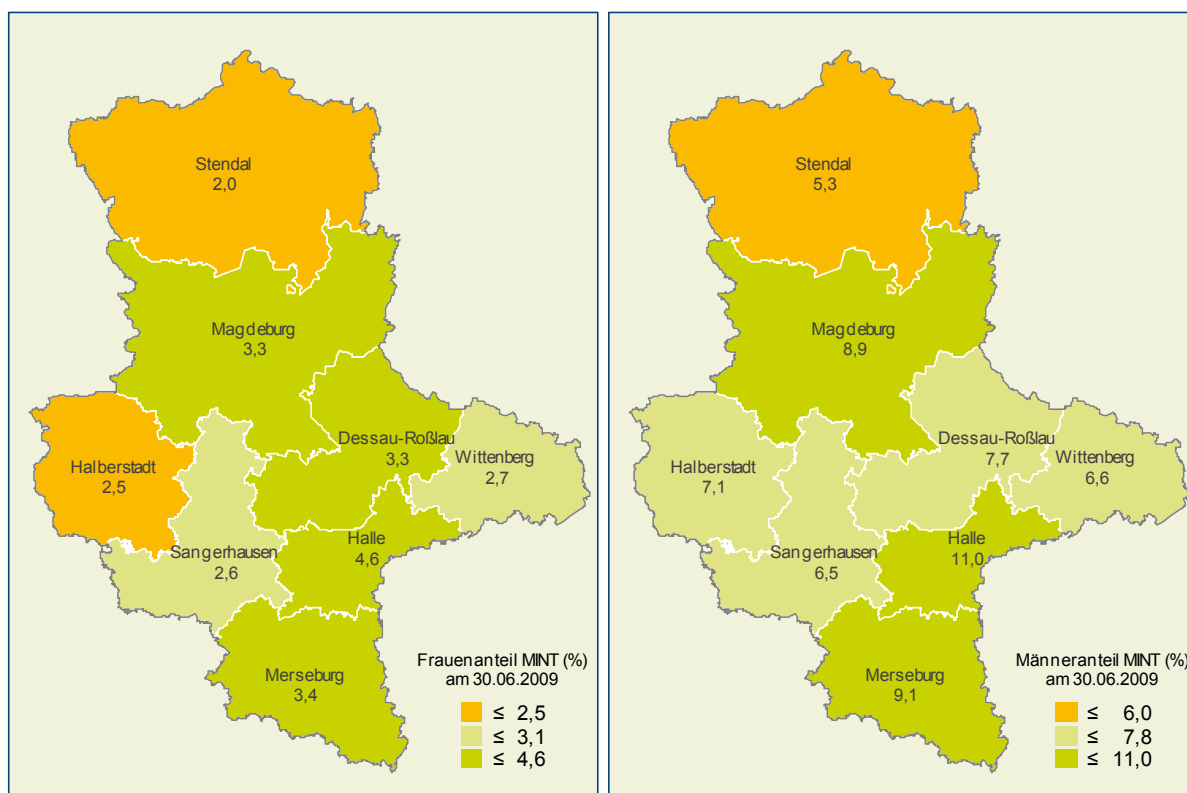 Stendal
2,0
Magdeburg
3,3
Dessau-Roßlau
3,3
Wittenberg
2,7
Halberstadt
2,5
Sangerhausen
2,6
Halle
4,6
Merseburg
3,4
Frauenanteil MINT (%)
am 30.06.2009
≤ 2,5
≤ 3,1
≤ 4,6
Stendal
5,3
Magdeburg
8,9
Dessau-Roßlau
7,7
Wittenberg
6,6
Halberstadt
7,1
Sangerhausen
6,5
Halle
11,0
Merseburg
9,1
Männeranteil MINT (%)
am 30.06.2009
≤ 6,0
≤ 7,8
≤ 11,0